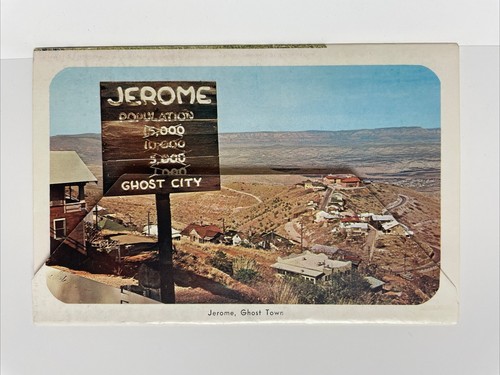 JEROME
POPULATION
15,000
10,000
5,000
1,000
GHOST CITY
Jerome, Ghost Town